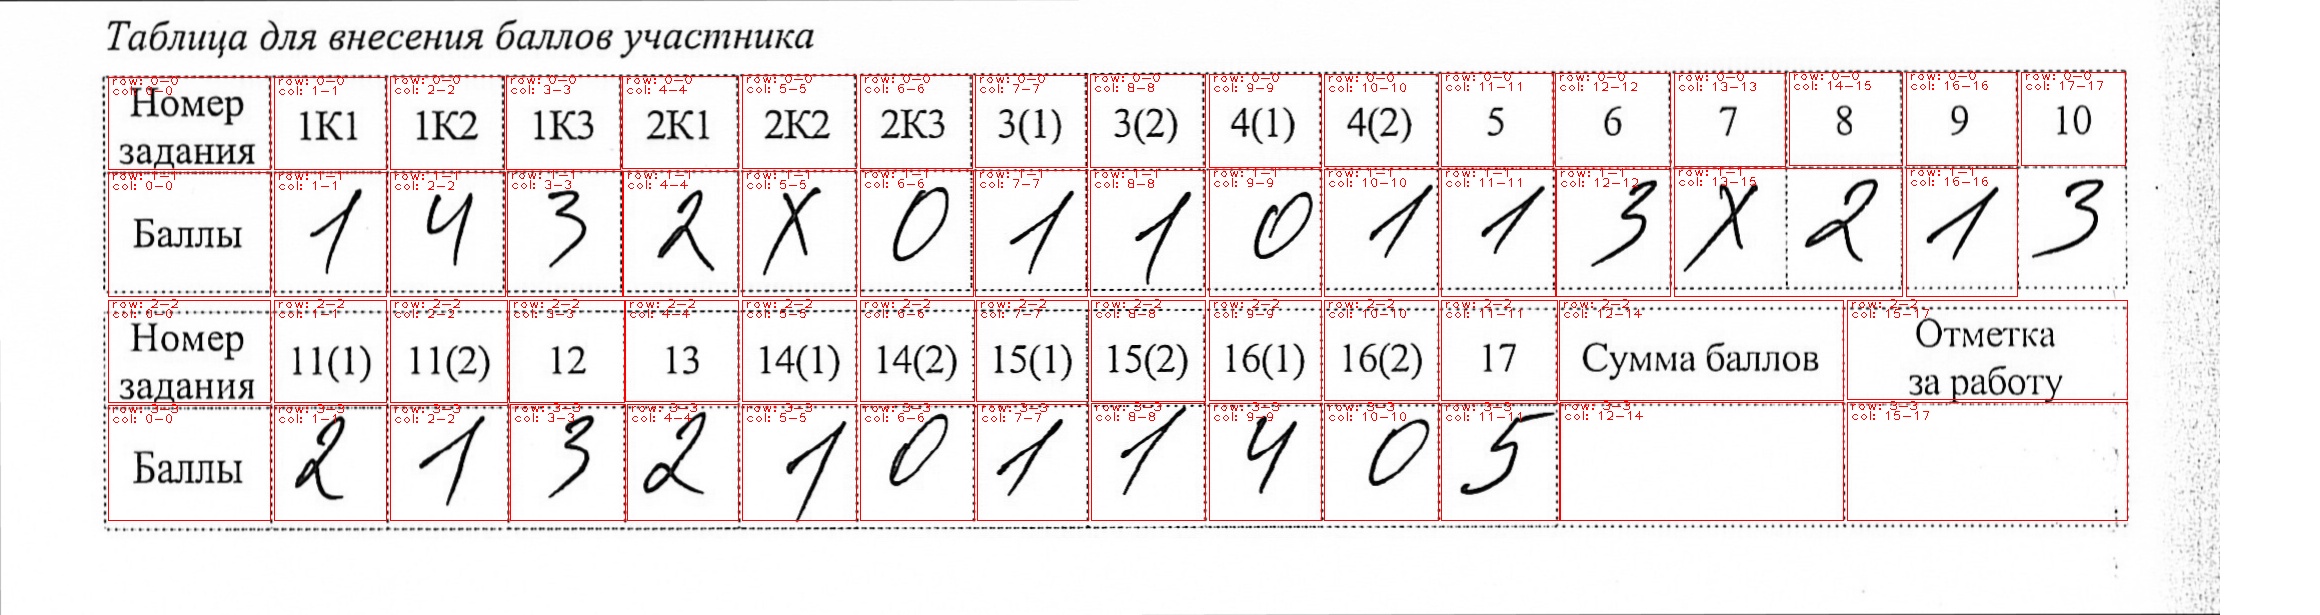 Таблица для внесения баллов участника
Номер задания 1К1 1К2 1К3 2К1 2К2 2К3 3(1) 3(2) 4(1) 4(2) 5 6 7 8 9 10
Баллы 1 4 3 2 X 0 1 1 0 1 1 3 X 2 1 3
Номер задания 11(1) 11(2) 12 13 14(1) 14(2) 15(1) 15(2) 16(1) 16(2) 17 Сумма баллов Отметка за работу
Баллы 2 1 3 2 1 0 1 1 4 0 5